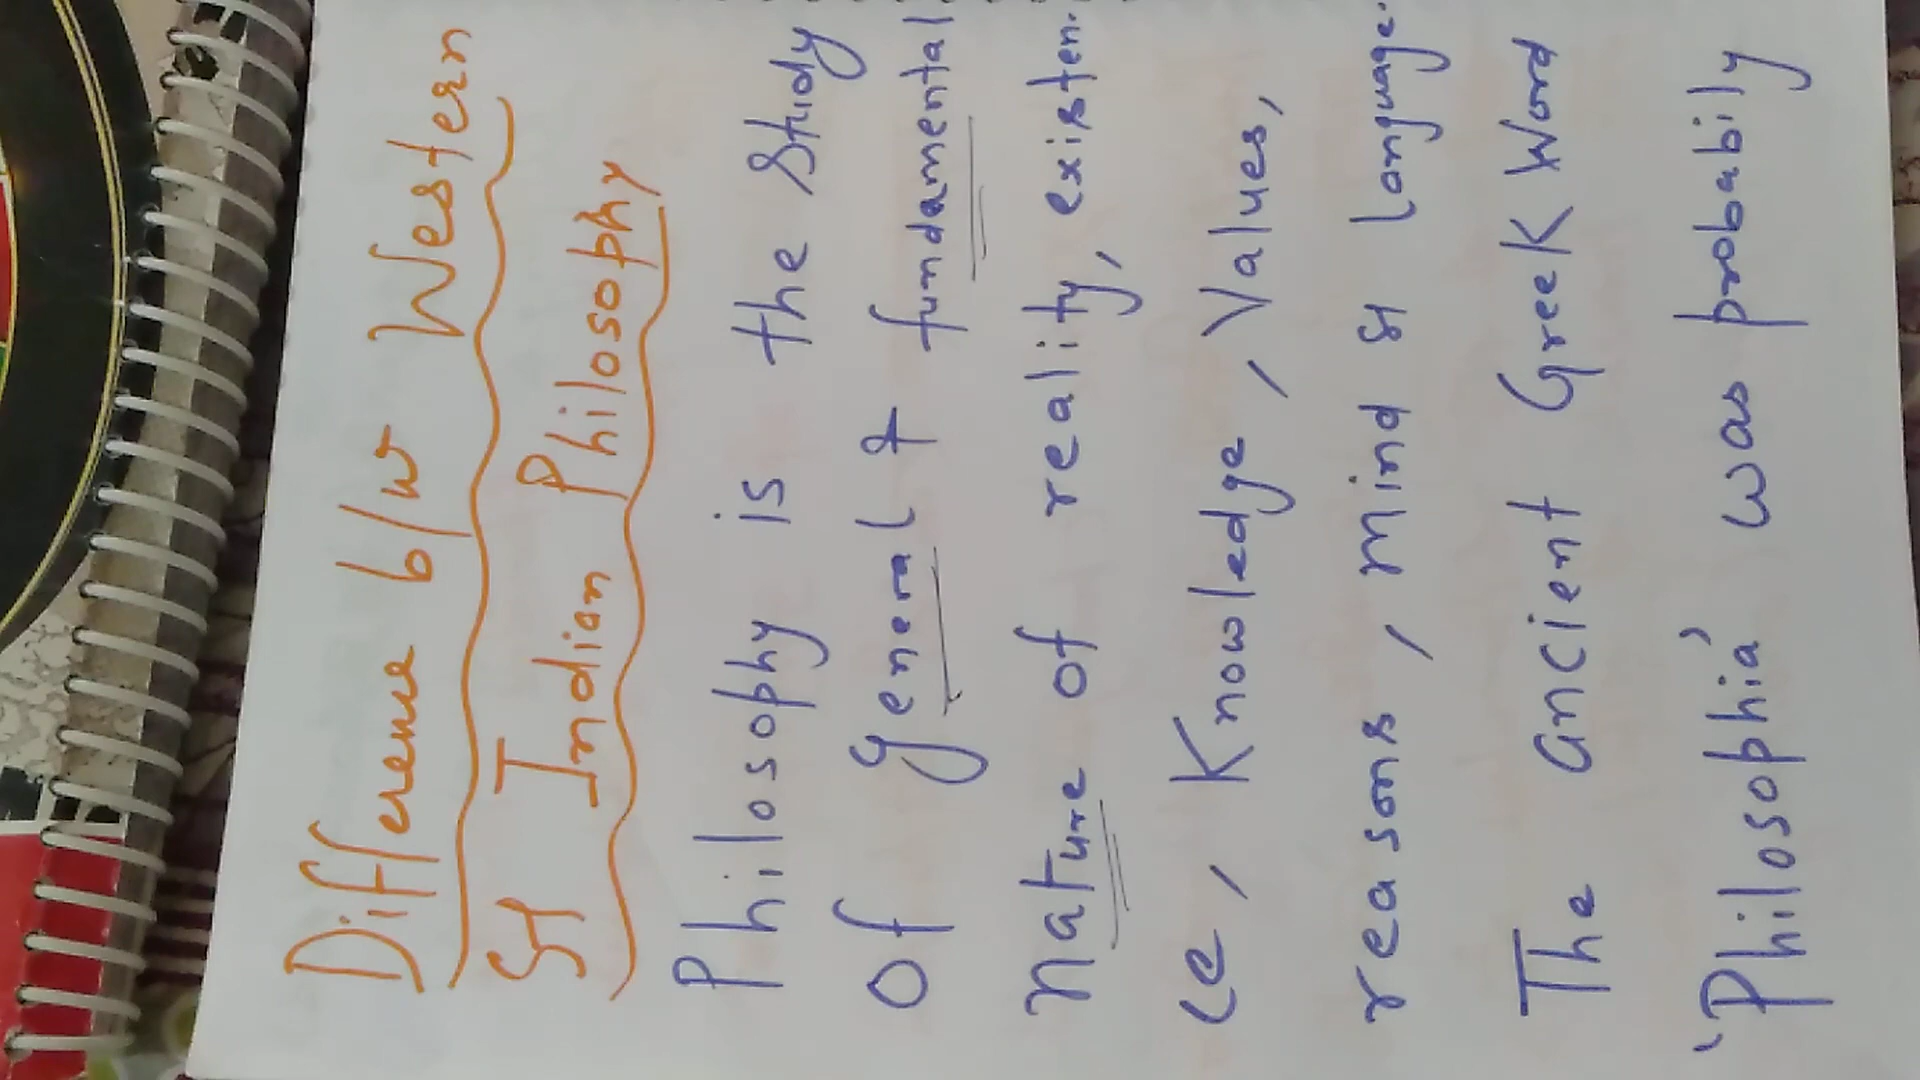 Difference b/w Western
& Indian Philosophy
Philosophy is the Study
Of general & fundamental
nature of reality, existen-
ce, Knowledge, Values,
reasons, mind & Language.
The ancient Greek Word
'Philosophia' was probabily